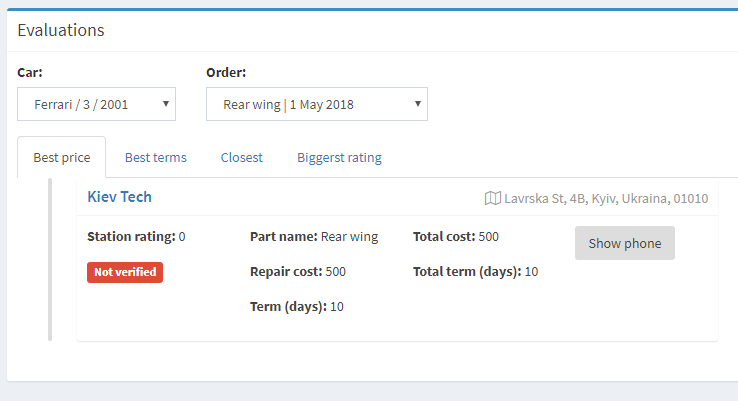 Evaluations
Car: Order:
Ferrari / 3 / 2001 Rear wing | 1 May 2018
Best price Best terms Closest Biggerst rating
Kiev Tech Lavrska St, 4B, Kyiv, Ukraina, 01010
Station rating: 0 Part name: Rear wing Total cost: 500 Show phone
Not verified Repair cost: 500 Total term (days): 10
Term (days): 10